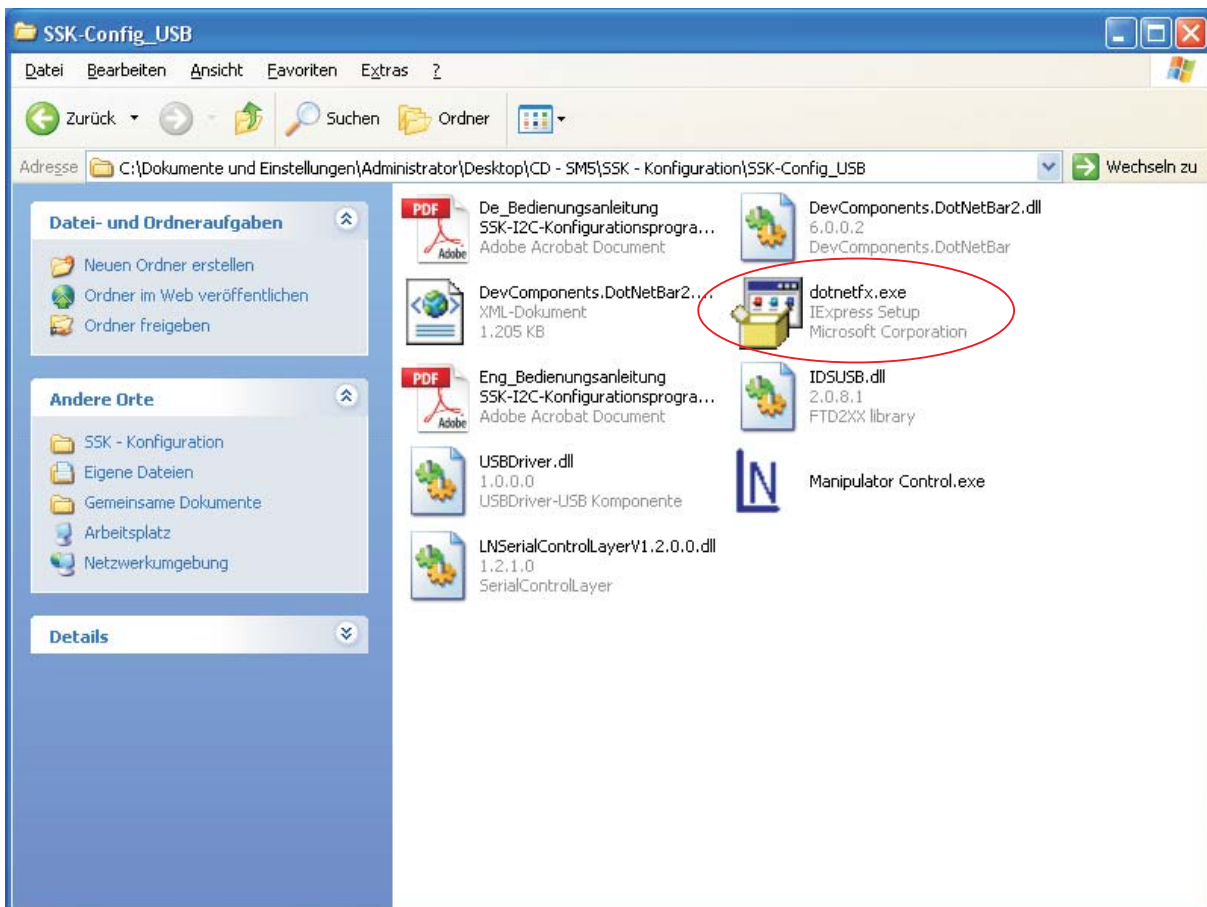 SSK-Config_USB
Datei Bearbeiten Ansicht Favoriten Extras ?
Zurück Suchen Ordner
Adresse C:\Dokumente und Einstellungen\Administrator\Desktop\CD - SM5\SSK - Konfiguration\SSK-Config_USB Wechseln zu
Datei- und Ordneraufgaben
Neuen Ordner erstellen
Ordner im Web veröffentlichen
Ordner freigeben
Andere Orte
SSK - Konfiguration
Eigene Dateien
Gemeinsame Dokumente
Arbeitsplatz
Netzwerkumgebung
Details
PDF
Adobe
De_Bedienungsanleitung
SSK-I2C-Konfigurationsprogra...
Adobe Acrobat Document
DevComponents.DotNetBar2.dll
6.0.0.2
DevComponents.DotNetBar
DevComponents.DotNetBar2....
XML-Dokument
1.205 KB
dotnetfx.exe
IExpress Setup
Microsoft Corporation
PDF
Adobe
Eng_Bedienungsanleitung
SSK-I2C-Konfigurationsprogra...
Adobe Acrobat Document
IDSUSB.dll
2.0.8.1
FTD2XX library
USBDriver.dll
1.0.0.0
USBDriver-USB Komponente
LN
Manipulator Control.exe
LNSerialControlLayerV1.2.0.0.dll
1.2.1.0
SerialControlLayer